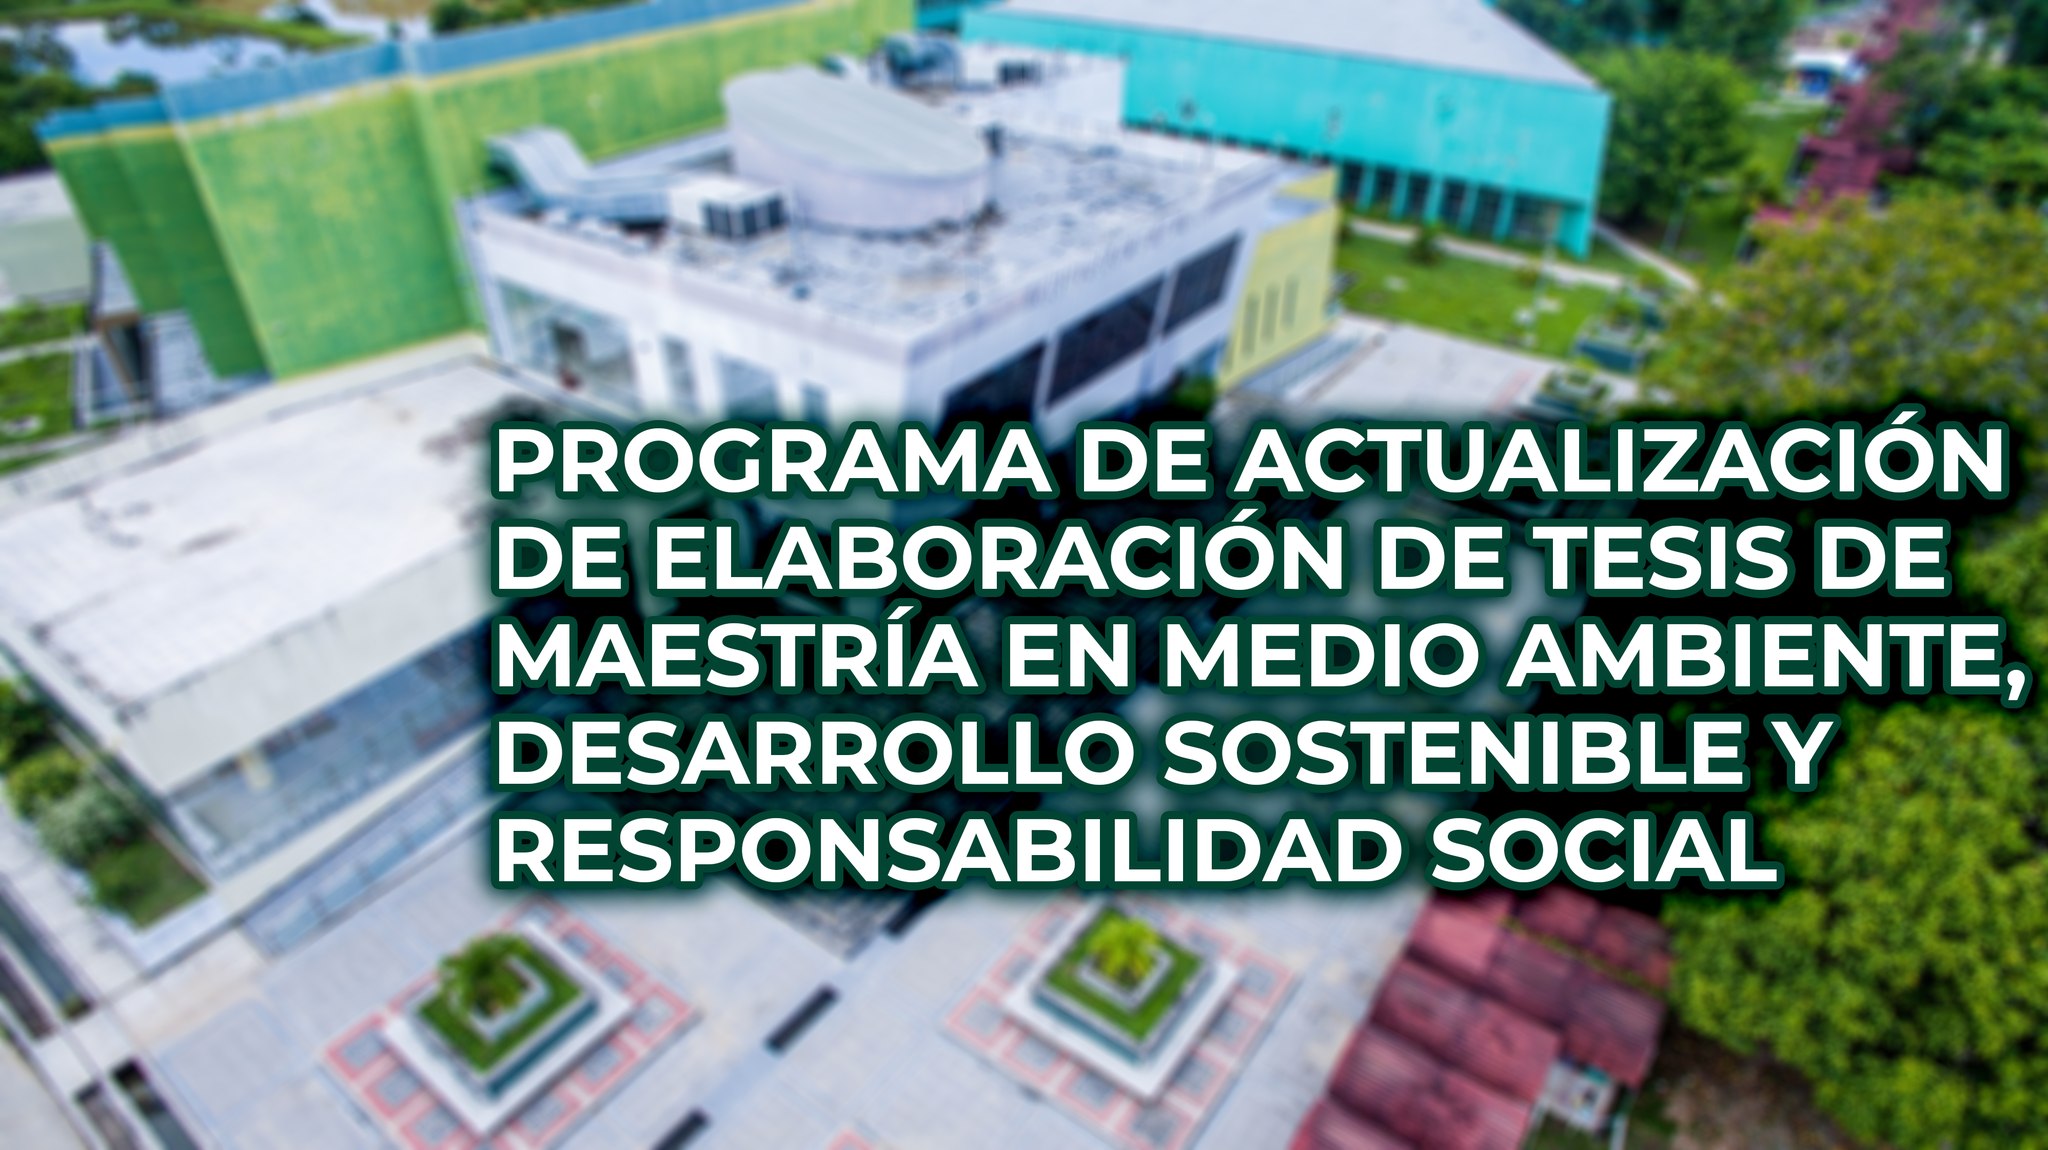 PROGRAMA DE ACTUALIZACIÓN
DE ELABORACIÓN DE TESIS DE
MAESTRÍA EN MEDIO AMBIENTE,
DESARROLLO SOSTENIBLE Y
RESPONSABILIDAD SOCIAL